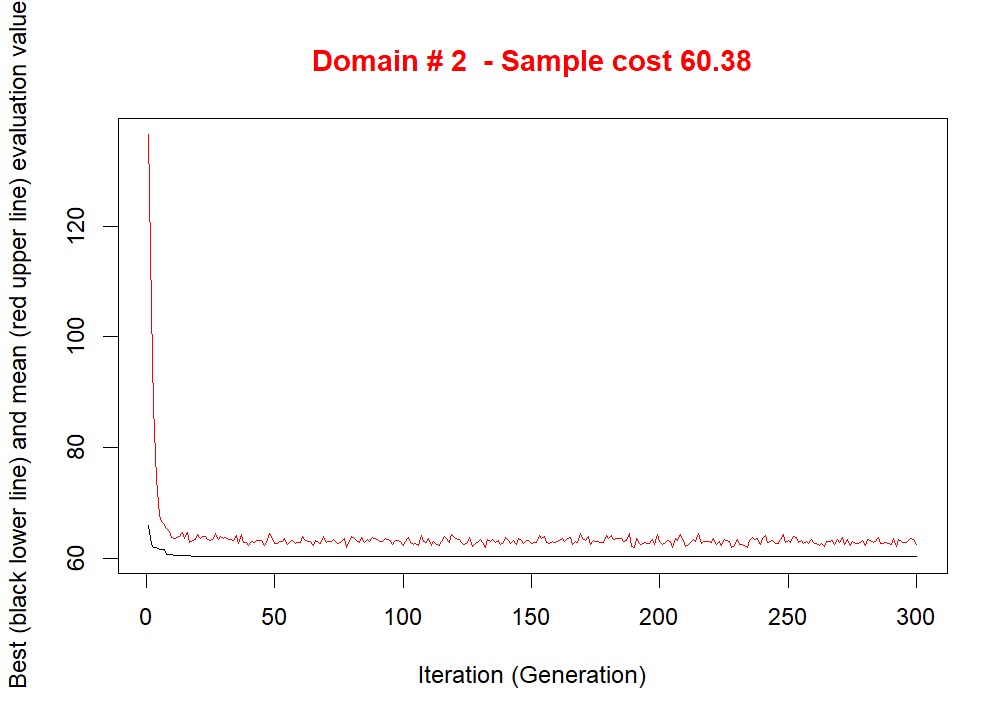 Domain # 2  - Sample cost 60.38
Best (black lower line) and mean (red upper line) evaluation value
120
100
80
60
0 50 100 150 200 250 300
Iteration (Generation)